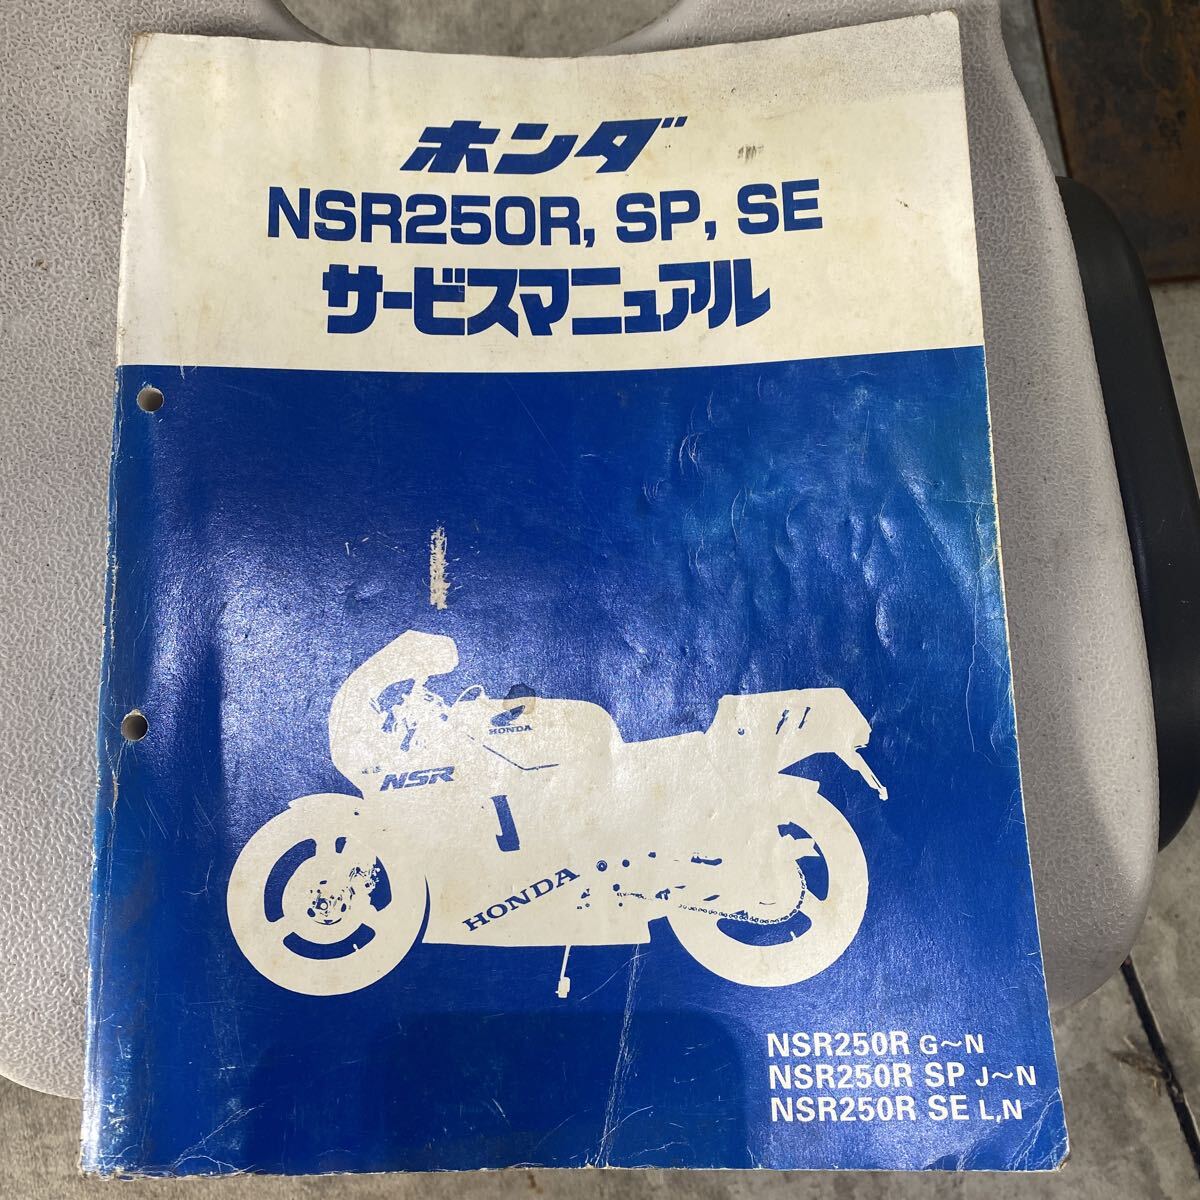 ホンダ
NSR250R, SP, SE
サービスマニュアル
HONDA
NSR
HONDA
NSR250R G~N
NSR250R SP J~N
NSR250R SE L,N